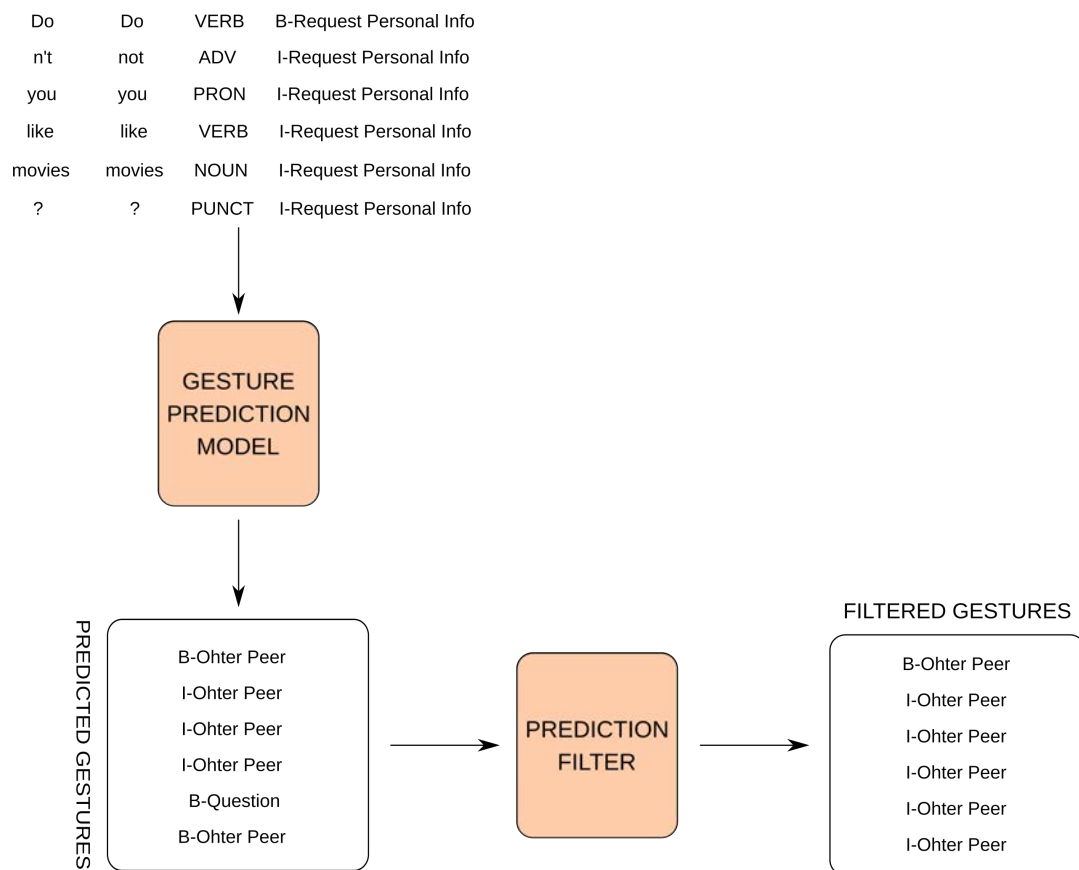 Do Do VERB B-Request Personal Info
n't not ADV I-Request Personal Info
you you PRON I-Request Personal Info
like like VERB I-Request Personal Info
movies movies NOUN I-Request Personal Info
? ? PUNCT I-Request Personal Info
GESTURE
PREDICTION
MODEL
PREDICTED GESTURES
B-Ohter Peer
I-Ohter Peer
I-Ohter Peer
I-Ohter Peer
B-Question
B-Ohter Peer
PREDICTION
FILTER
FILTERED GESTURES
B-Ohter Peer
I-Ohter Peer
I-Ohter Peer
I-Ohter Peer
I-Ohter Peer
I-Ohter Peer